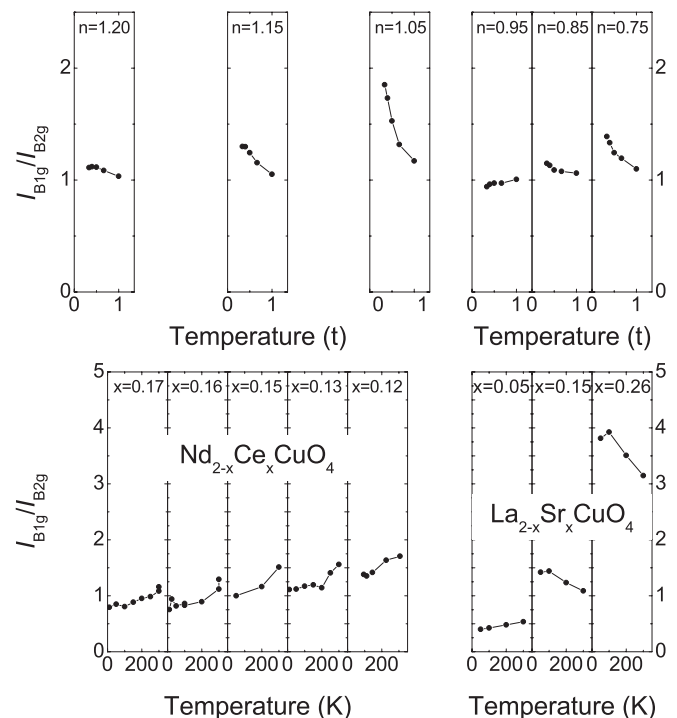 n=1.20 n=1.15 n=1.05 n=0.95 n=0.85 n=0.75
2
1
0
I_B1g/I_B2g
0 1 0 1 0 1 0 1 0 1 0 1
Temperature (t) Temperature (t)
5 x=0.17 x=0.16 x=0.15 x=0.13 x=0.12 x=0.05 x=0.15 x=0.26 5
4 4
Nd2-xCexCuO4
3 3
La2-xSrxCuO4
2 2
1 1
0 0
I_B1g/I_B2g
0 200 0 200 0 200 0 200 0 200 0 200 0 200 0 200
Temperature (K) Temperature (K)